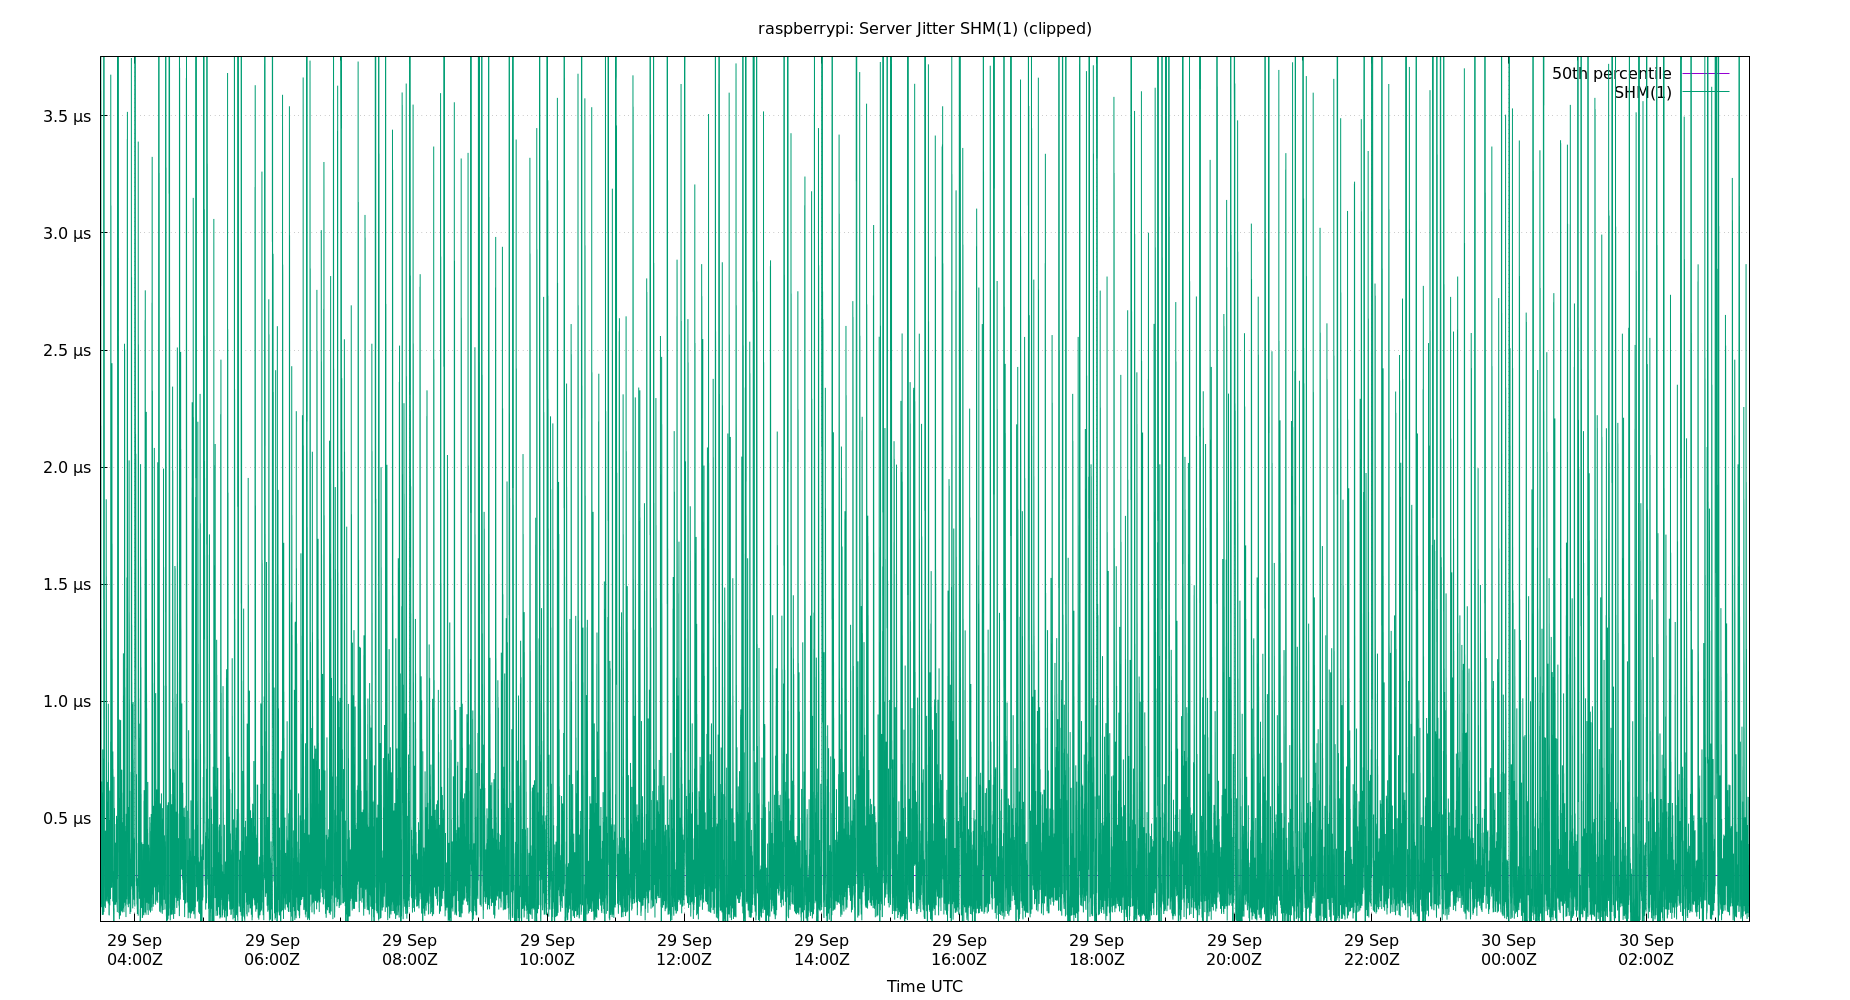 raspberrypi: Server Jitter SHM(1) (clipped)
50th percentile
SHM(1)
3.5 µs
3.0 µs
2.5 µs
2.0 µs
1.5 µs
1.0 µs
0.5 µs
29 Sep 29 Sep 29 Sep 29 Sep 29 Sep 29 Sep 29 Sep 29 Sep 29 Sep 29 Sep 30 Sep 30 Sep
04:00Z 06:00Z 08:00Z 10:00Z 12:00Z 14:00Z 16:00Z 18:00Z 20:00Z 22:00Z 00:00Z 02:00Z
Time UTC